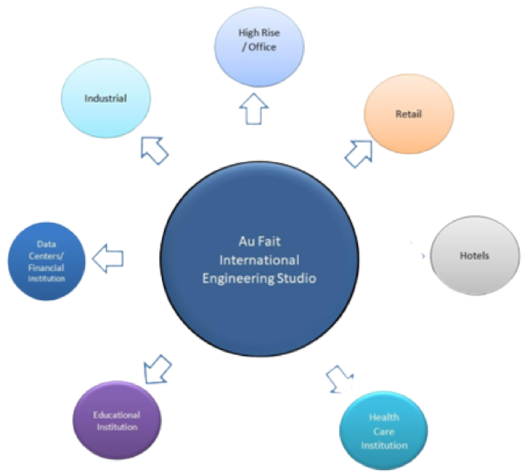 High Rise
/ Office
Industrial
Retail
Au Fait
International
Engineering Studio
Data
Centers/
Financial
Institution
Hotels
Educational
Institution
Health
Care
Institution